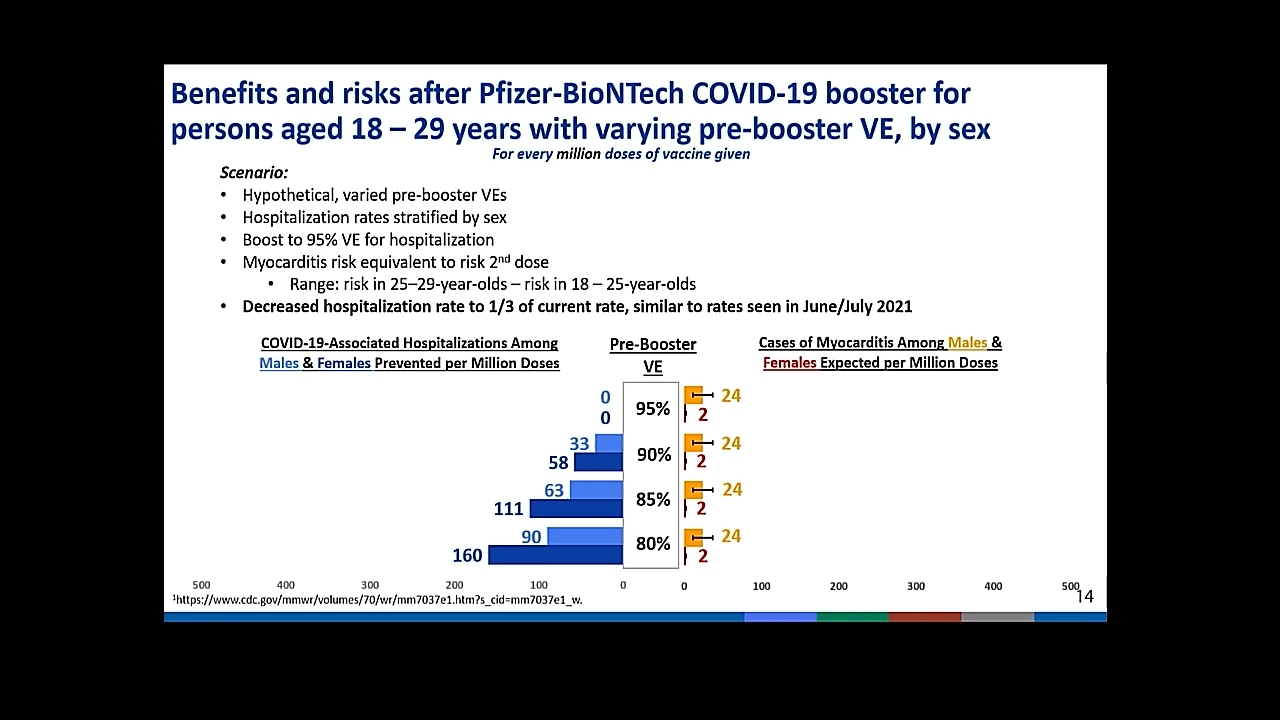 Benefits and risks after Pfizer-BioNTech COVID-19 booster for
persons aged 18 – 29 years with varying pre-booster VE, by sex
For every million doses of vaccine given
Scenario:
• Hypothetical, varied pre-booster VEs
• Hospitalization rates stratified by sex
• Boost to 95% VE for hospitalization
• Myocarditis risk equivalent to risk 2nd dose
• Range: risk in 25–29-year-olds – risk in 18 – 25-year-olds
• Decreased hospitalization rate to 1/3 of current rate, similar to rates seen in June/July 2021
COVID-19-Associated Hospitalizations Among
Males & Females Prevented per Million Doses
Pre-Booster
VE
Cases of Myocarditis Among Males &
Females Expected per Million Doses
0
0
95%
24
2
33
58
90%
24
2
63
111
85%
24
2
90
160
80%
24
2
500 400 300 200 100 0 0 100 200 300 400 500
¹https://www.cdc.gov/mmwr/volumes/70/wr/mm7037e1.htm?s_cid=mm7037e1_w.
14